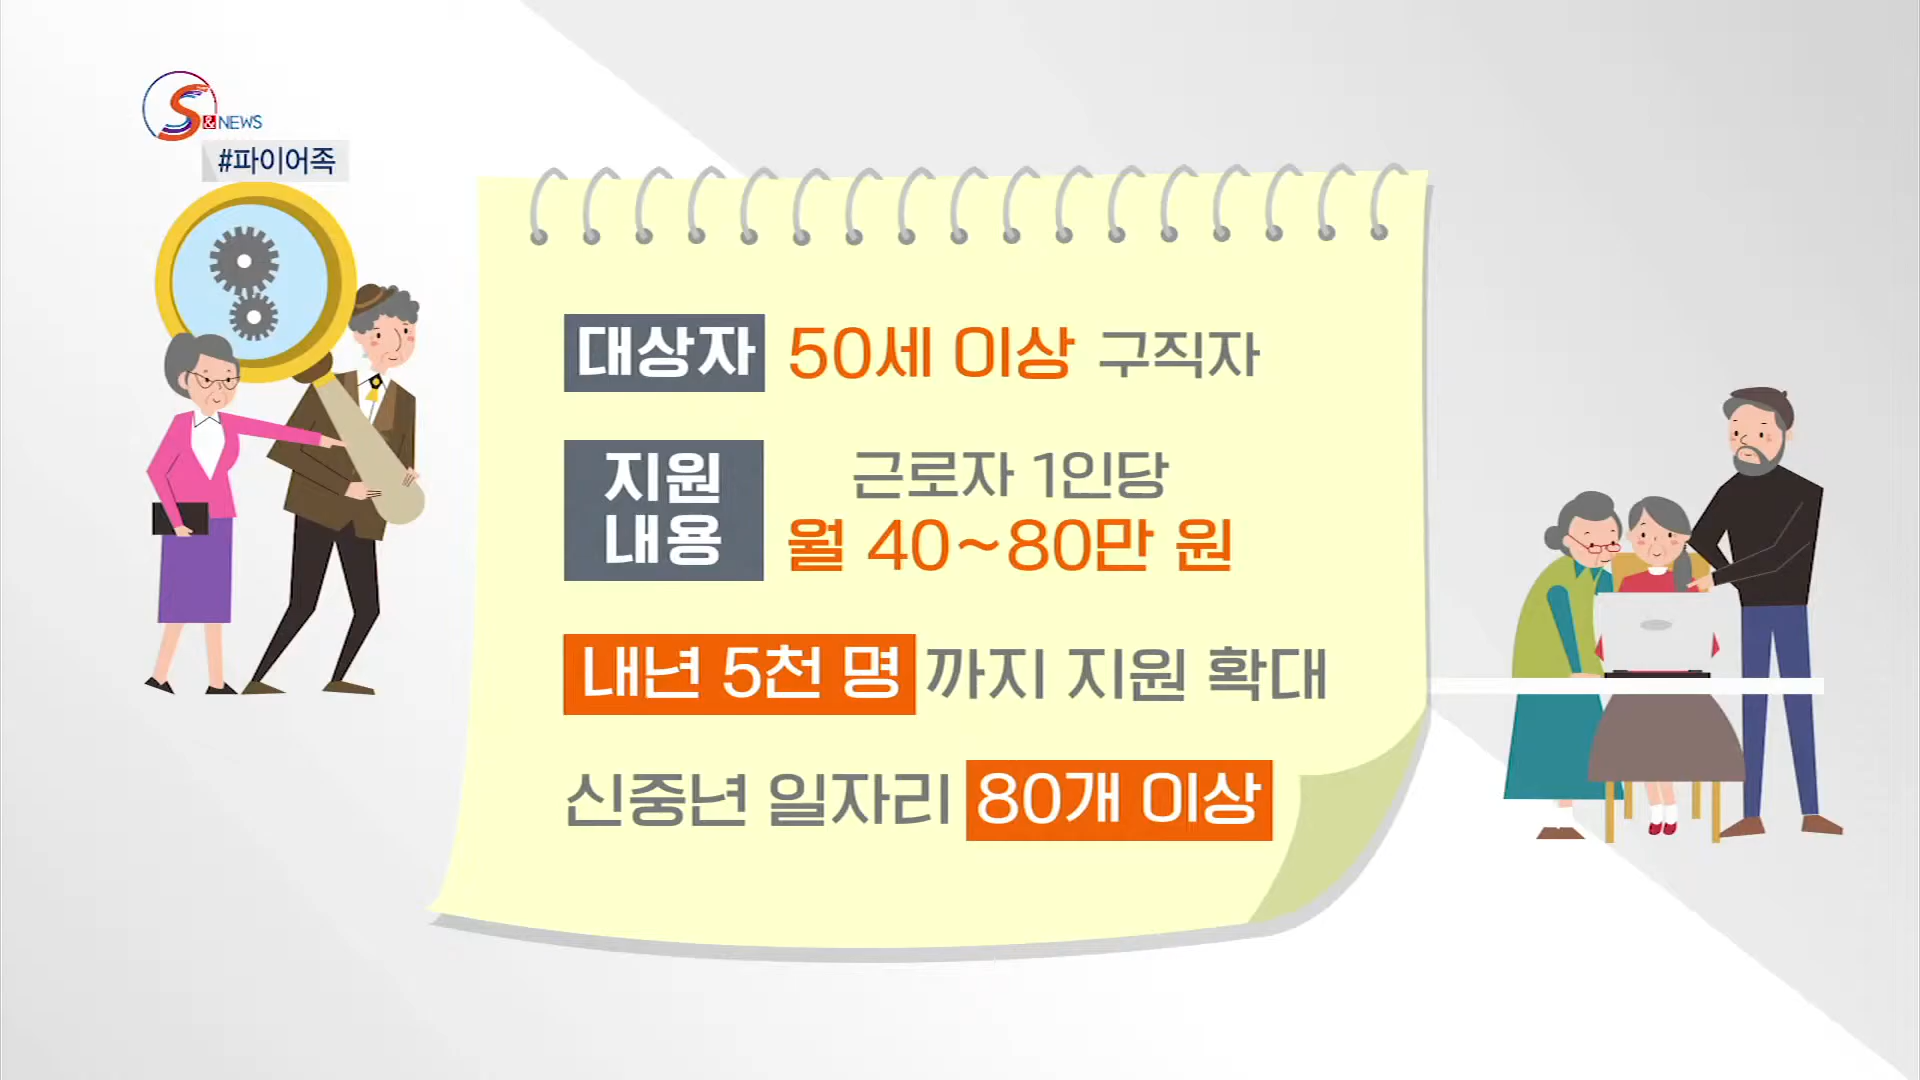 S&NEWS
#파이어족
대상자 50세 이상 구직자
지원 내용
근로자 1인당
월 40~80만 원
내년 5천 명까지 지원 확대
신중년 일자리 80개 이상